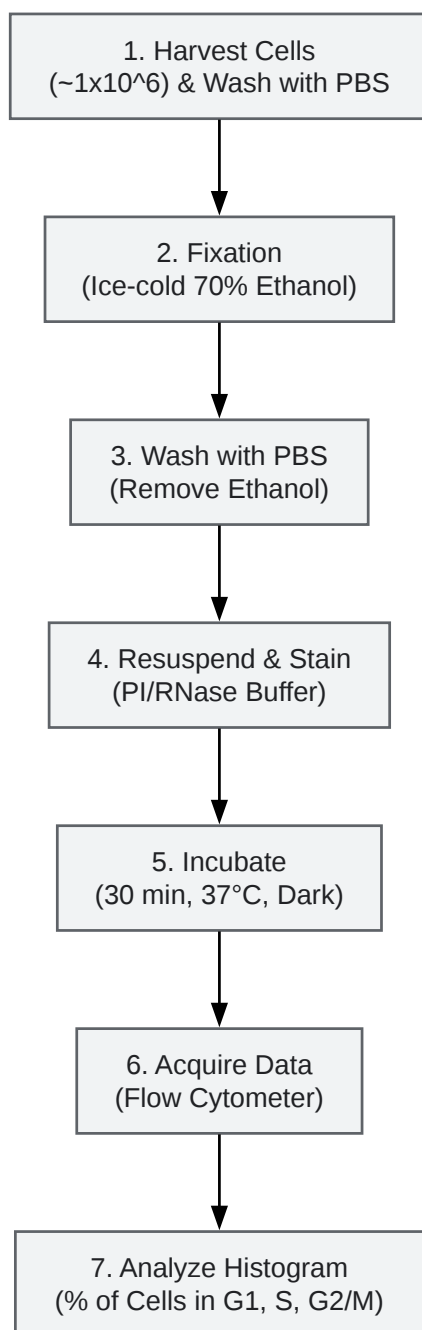 1. Harvest Cells
(~1x10^6) & Wash with PBS
2. Fixation
(Ice-cold 70% Ethanol)
3. Wash with PBS
(Remove Ethanol)
4. Resuspend & Stain
(PI/RNase Buffer)
5. Incubate
(30 min, 37°C, Dark)
6. Acquire Data
(Flow Cytometer)
7. Analyze Histogram
(% of Cells in G1, S, G2/M)